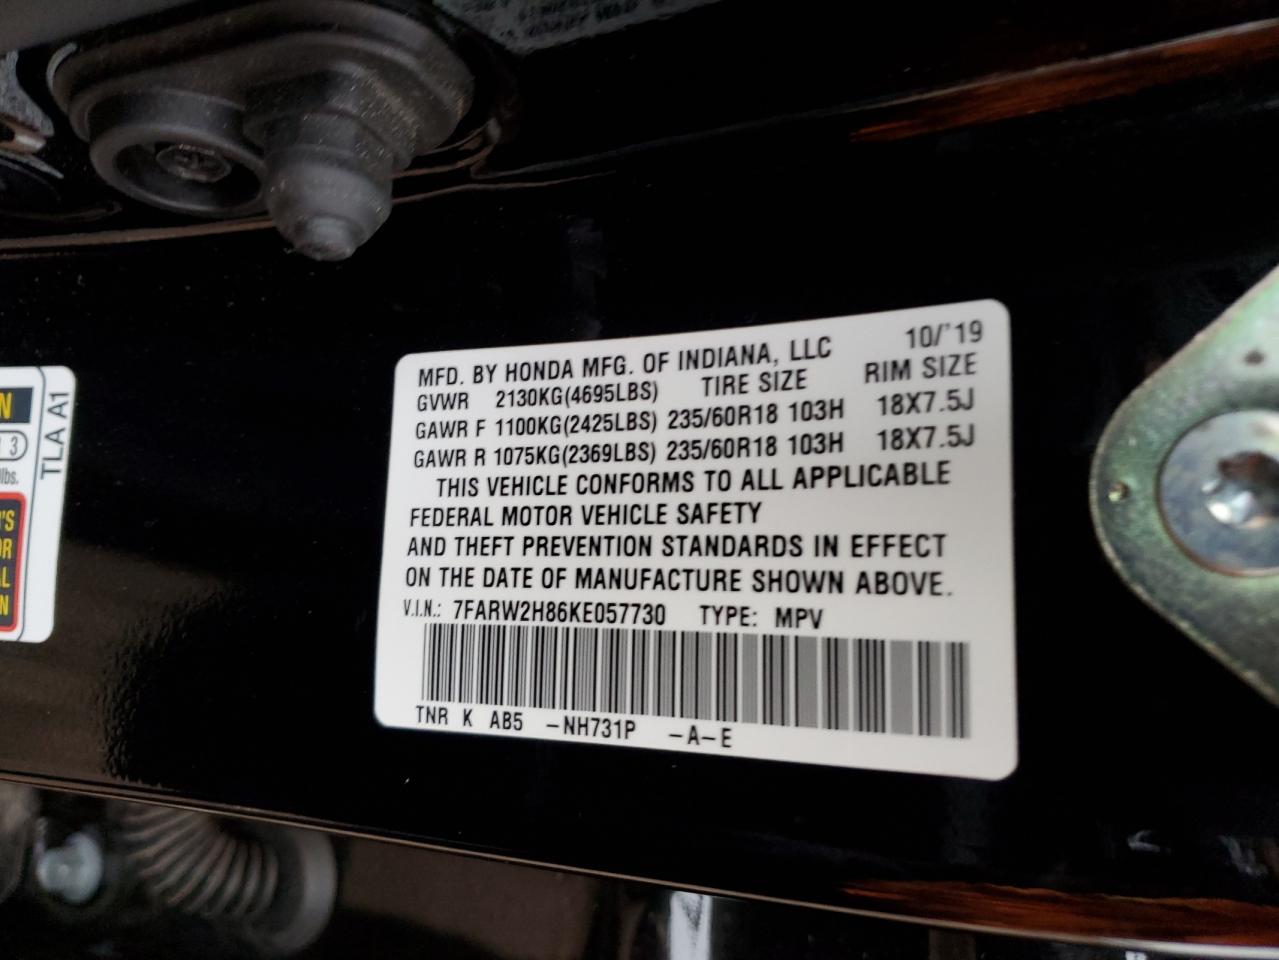 MFD. BY HONDA MFG. OF INDIANA, LLC 10/'19
GVWR 2130KG(4695LBS) TIRE SIZE RIM SIZE
GAWR F 1100KG(2425LBS) 235/60R18 103H 18X7.5J
GAWR R 1075KG(2369LBS) 235/60R18 103H 18X7.5J
THIS VEHICLE CONFORMS TO ALL APPLICABLE
FEDERAL MOTOR VEHICLE SAFETY
AND THEFT PREVENTION STANDARDS IN EFFECT
ON THE DATE OF MANUFACTURE SHOWN ABOVE.
V.I.N.: 7FARW2H86KE057730 TYPE: MPV
TNR K AB5 -NH731P -A-E
TLA A1
3
lbs.